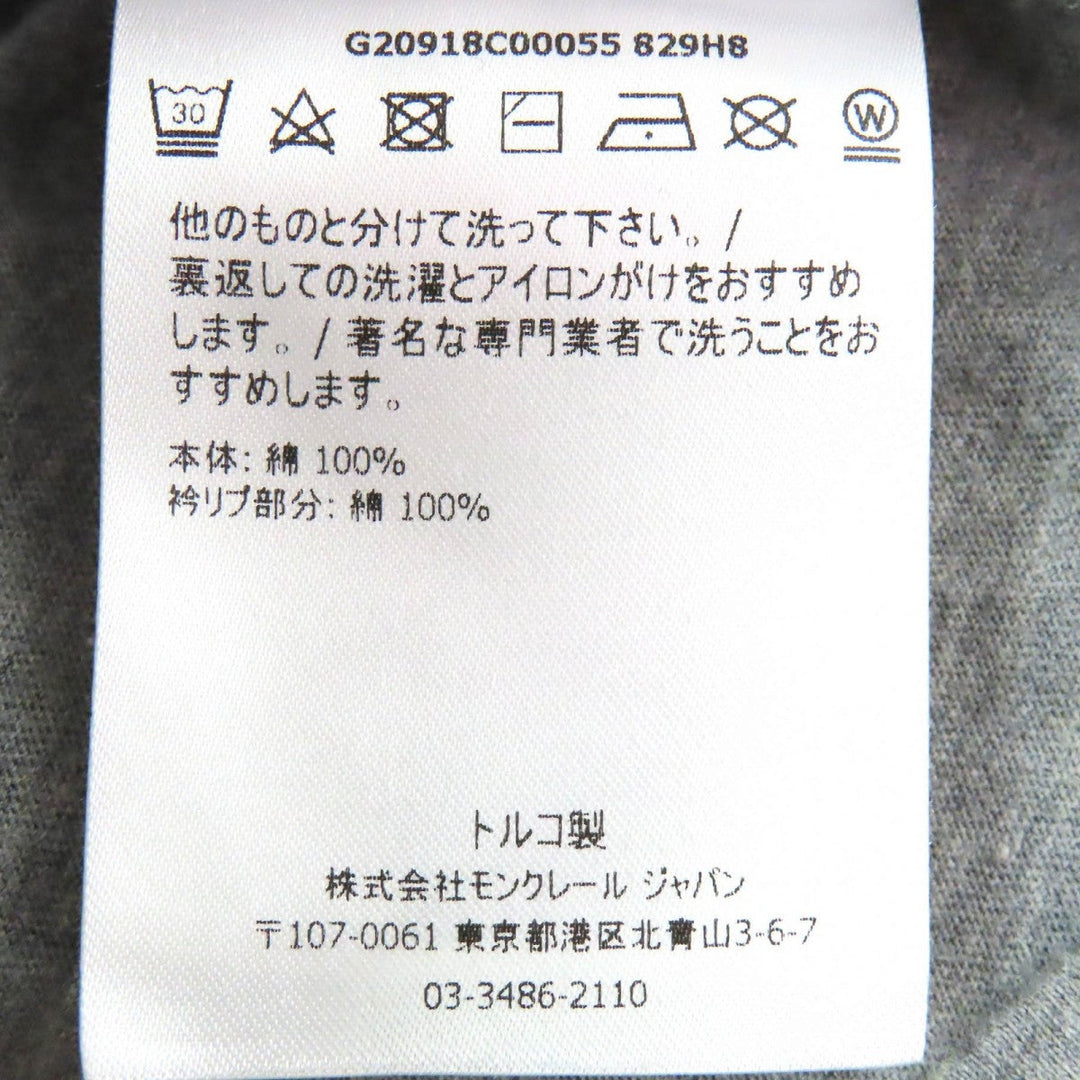 G20918C00055 829H8
30
W
他のものと分けて洗って下さい。/
裏返しての洗濯とアイロンがけをおすすめ
します。/ 著名な専門業者で洗うことをお
すすめします。
本体: 綿 100%
衿リブ部分: 綿 100%
トルコ製
株式会社モンクレール ジャパン
〒107-0061 東京都港区北青山3-6-7
03-3486-2110